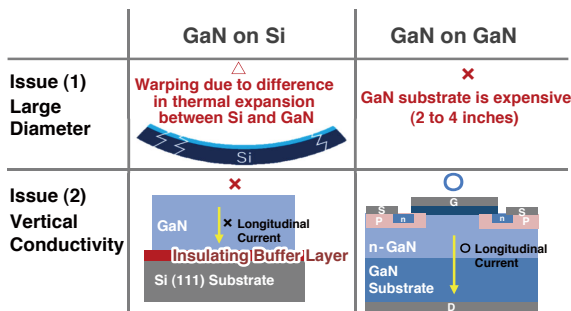 GaN on Si
GaN on GaN
Issue (1)
Large
Diameter
△
Warping due to difference
in thermal expansion
between Si and GaN
Si
×
GaN substrate is expensive
(2 to 4 inches)
Issue (2)
Vertical
Conductivity
×
GaN
× Longitudinal
Current
Insulating Buffer Layer
Si (111) Substrate
○
G
S
S
P
n
n
P
n-GaN
○ Longitudinal
Current
GaN
Substrate
D